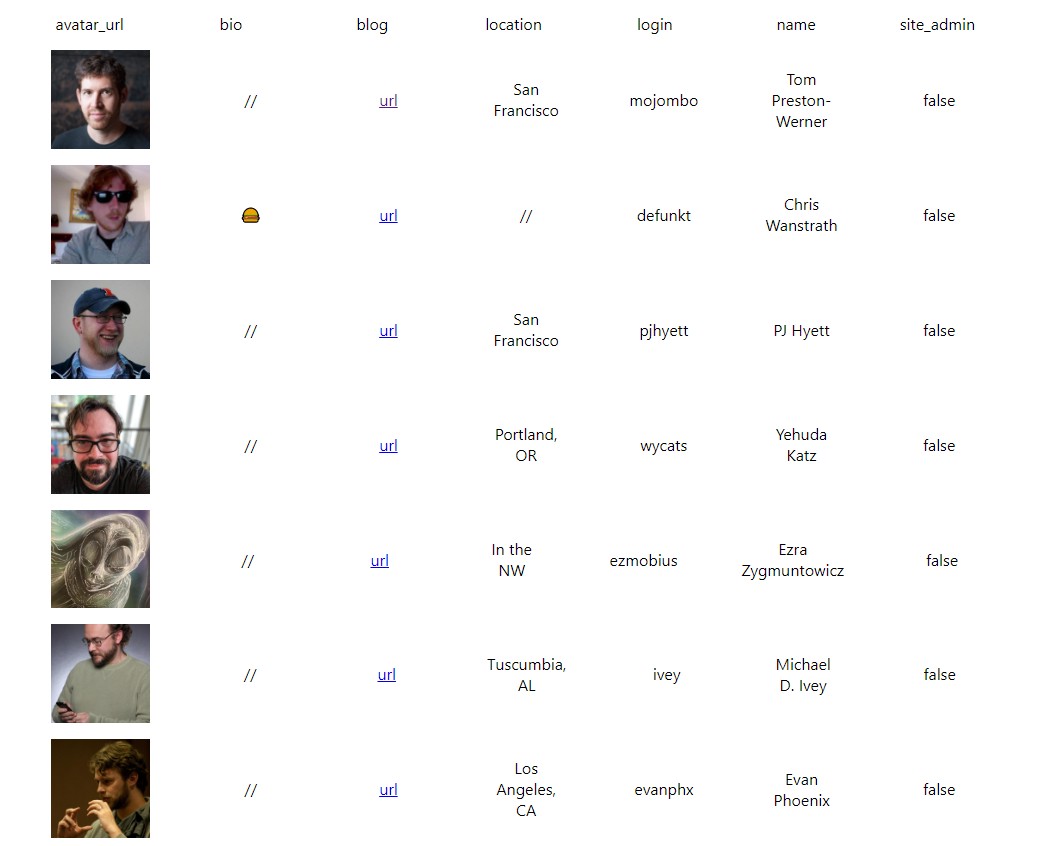 avatar_url bio blog location login name site_admin
// url San Francisco mojombo Tom Preston-Werner false
🍔 url // defunkt Chris Wanstrath false
// url San Francisco pjhyett PJ Hyett false
// url Portland, OR wycats Yehuda Katz false
// url In the NW ezmobius Ezra Zygmuntowicz false
// url Tuscumbia, AL ivey Michael D. Ivey false
// url Los Angeles, CA evanphx Evan Phoenix false